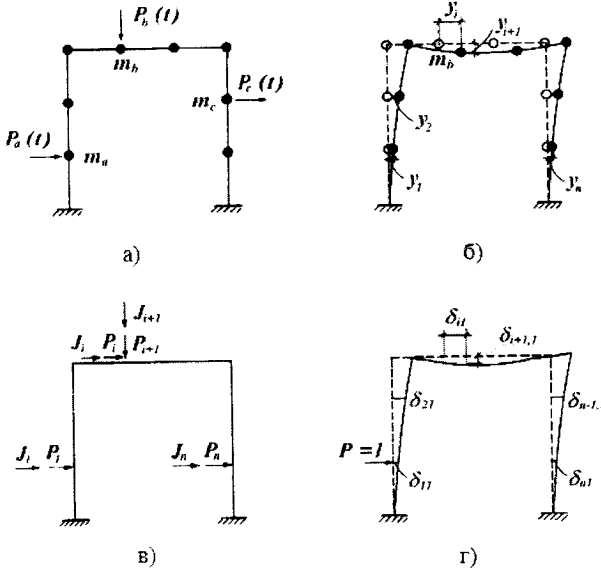 P_b (t)
m_b
P_c (t)
m_c
P_a (t)
m_a
а)
y_i
y_{i+1}
m_b
y_2
y_1
y_n
б)
J_{i+1}
J_i P_i P_{i+1}
J_1 P_1
J_n P_n
в)
δ_{i1}
δ_{i+1,1}
δ_{21}
δ_{n-1,}
P = 1
δ_{11}
δ_{n1}
г)